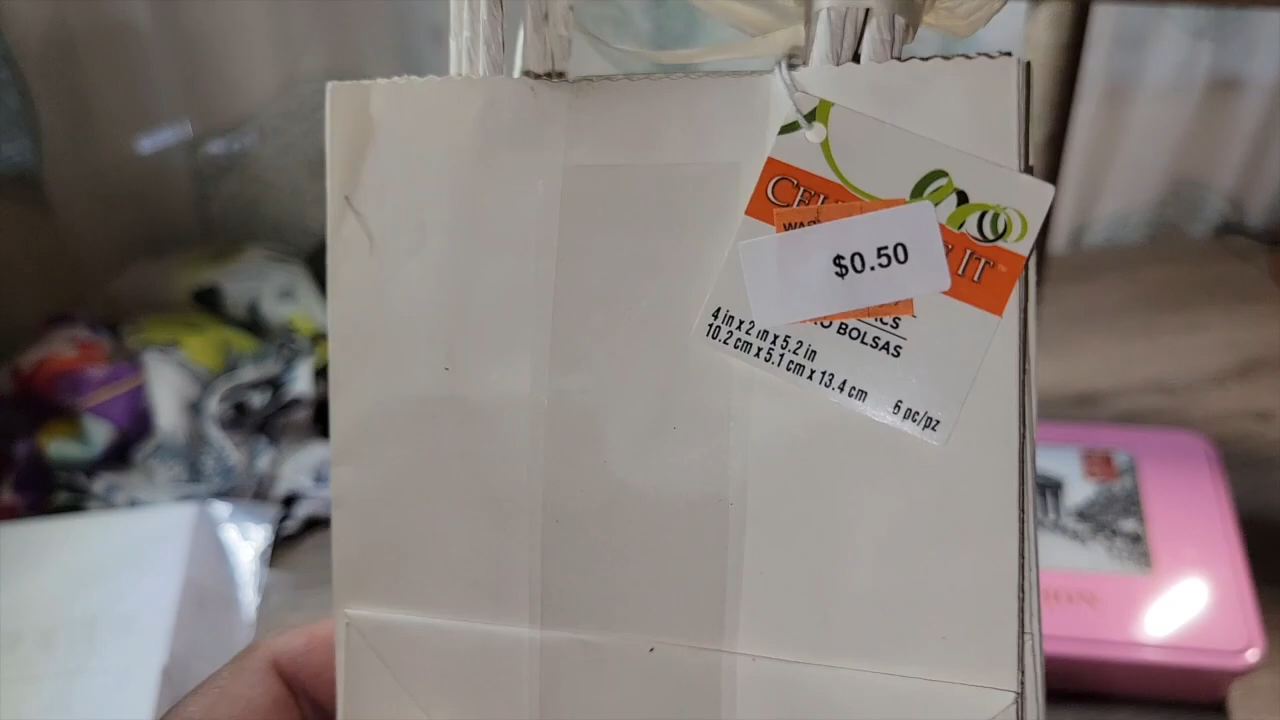 IT™
$0.50
BOLSAS
4 in x 2 in x 5.2 in
10.2 cm x 5.1 cm x 13.4 cm
6 pc/pz